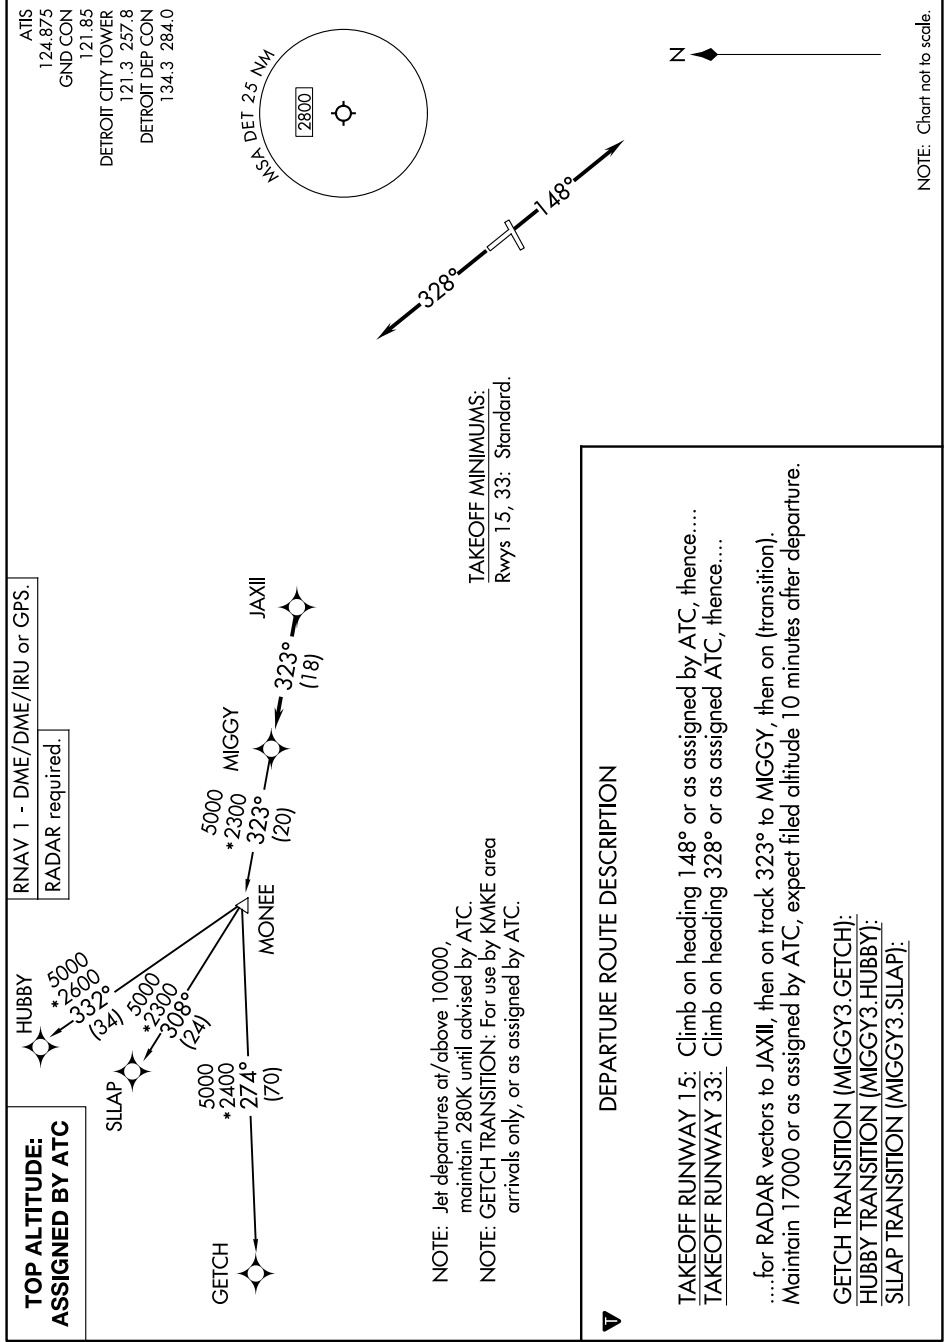 TOP ALTITUDE:
ASSIGNED BY ATC
RNAV 1 - DME/DME/IRU or GPS.
RADAR required.
ATIS
124.875
GND CON
121.85
DETROIT CITY TOWER
121.3 257.8
DETROIT DEP CON
134.3 284.0
HUBBY
5000
*2600
332°
(34)
SLLAP
5000
*2300
308°
(24)
GETCH
5000
*2400
274°
(70)
MONEE
5000
*2300
323°
(20)
MIGGY
323°
(18)
JAXII
MSA DET 25 NM
2800
328°
148°
N
NOTE: Jet departures at/above 10000,
maintain 280K until advised by ATC.
NOTE: GETCH TRANSITION: For use by KMKE area
arrivals only, or as assigned by ATC.
TAKEOFF MINIMUMS:
Rwys 15, 33: Standard.
T
DEPARTURE ROUTE DESCRIPTION
TAKEOFF RUNWAY 15: Climb on heading 148° or as assigned by ATC, thence....
TAKEOFF RUNWAY 33: Climb on heading 328° or as assigned ATC, thence....
....for RADAR vectors to JAXII, then on track 323° to MIGGY, then on (transition).
Maintain 17000 or as assigned by ATC, expect filed altitude 10 minutes after departure.
GETCH TRANSITION (MIGGY3.GETCH):
HUBBY TRANSITION (MIGGY3.HUBBY):
SLLAP TRANSITION (MIGGY3.SLLAP):
NOTE: Chart not to scale.